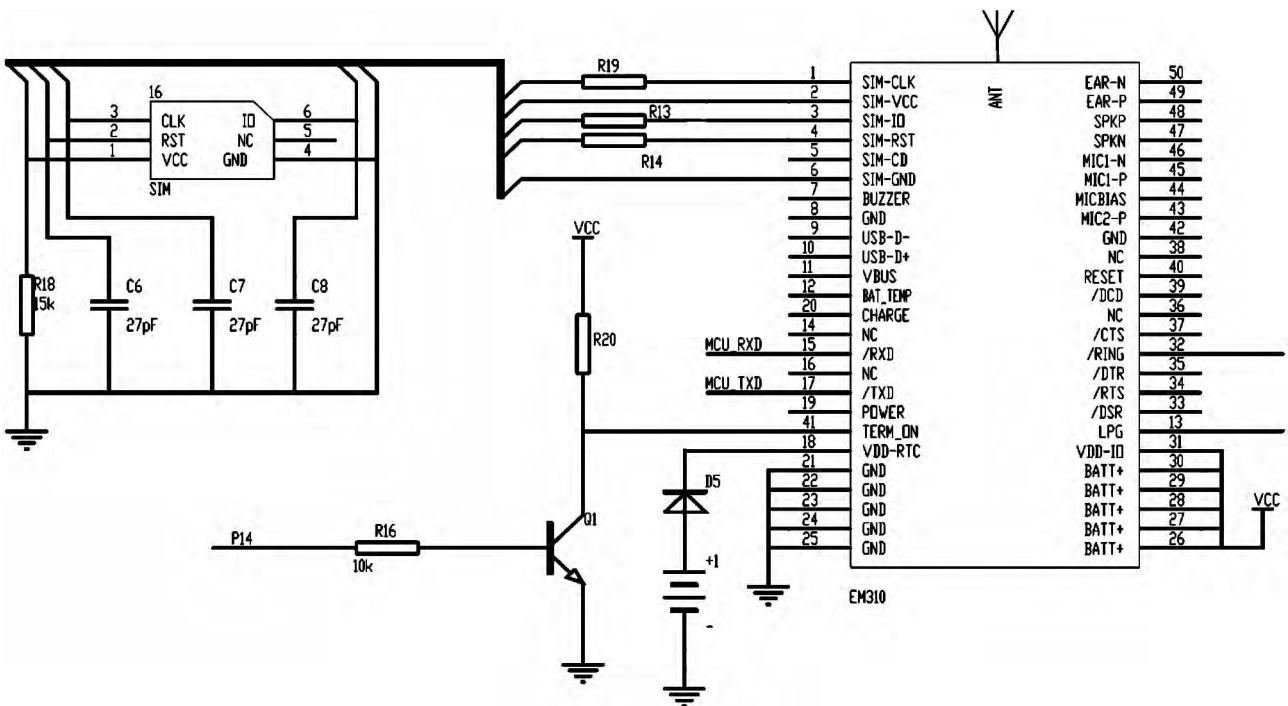 16
3 CLK IO 6
2 RST NC 5
1 VCC GND 4
SIM
R18
15k
C6
27pF
C7
27pF
C8
27pF
R19
R13
R14
VCC
R20
MCU_RXD
MCU_TXD
P14
R16
10k
Q1
D5
+1
-
ANT
1 SIM-CLK EAR-N 50
2 SIM-VCC EAR-P 49
3 SIM-IO SPKP 48
4 SIM-RST SPKN 47
5 SIM-CD MIC1-N 46
6 SIM-GND MIC1-P 45
7 BUZZER MICBIAS 44
8 GND MIC2-P 43
9 USB-D- GND 42
10 USB-D+ NC 38
11 VBUS RESET 40
12 BAT_TEMP /DCD 39
20 CHARGE NC 36
14 NC /CTS 37
15 /RXD /RING 32
16 NC /DTR 35
17 /TXD /RTS 34
19 POWER /DSR 33
41 TERM_ON LPG 13
18 VDD-RTC VDD-IO 31
21 GND BATT+ 30
22 GND BATT+ 29
23 GND BATT+ 28
24 GND BATT+ 27
25 GND BATT+ 26
VCC
EM310